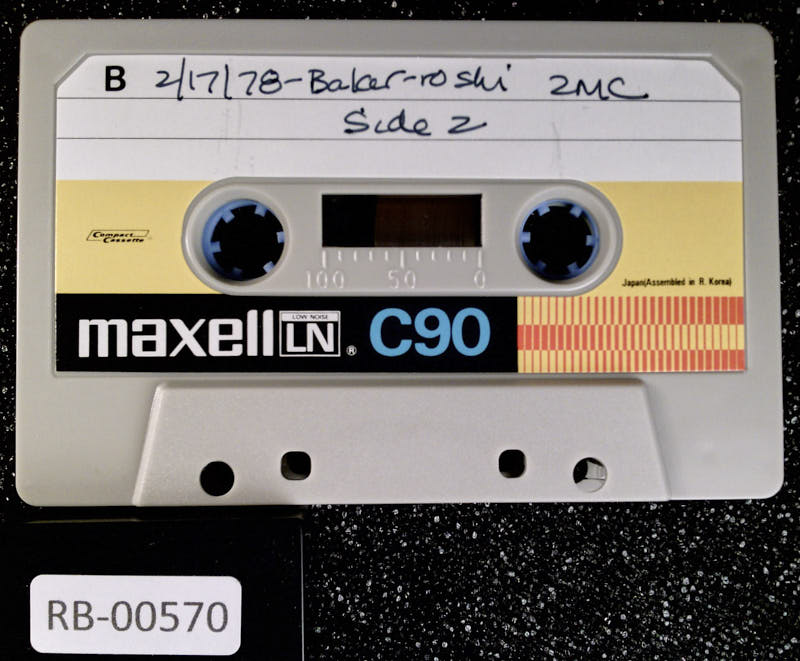 B 2/17/78-Baker-roshi ZMC
Side 2
Compact Cassette
100 50 0
Japan(Assembled in R. Korea)
maxell LOW NOISE LN ® C90
RB-00570